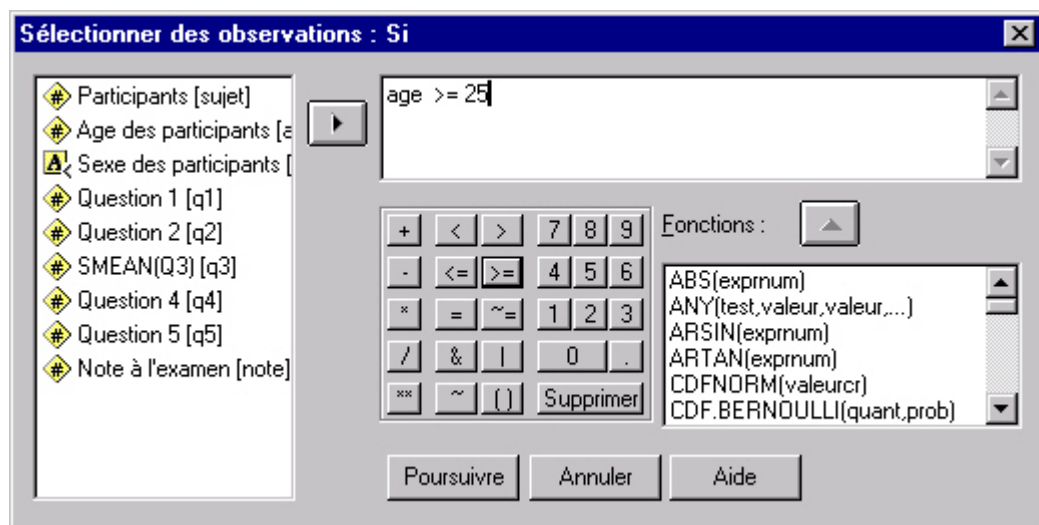 Sélectionner des observations : Si
Participants [sujet]
Age des participants [a
Sexe des participants [
Question 1 [q1]
Question 2 [q2]
SMEAN(Q3) [q3]
Question 4 [q4]
Question 5 [q5]
Note à l'examen [note]
age >= 25
+ < > 7 8 9
- <= >= 4 5 6
* = ~= 1 2 3
/ & | 0 .
** ~ () Supprimer
Fonctions :
ABS(exprnum)
ANY(test,valeur,valeur,...)
ARSIN(exprnum)
ARTAN(exprnum)
CDFNORM(valeurcr)
CDF.BERNOULLI(quant,prob)
Poursuivre Annuler Aide